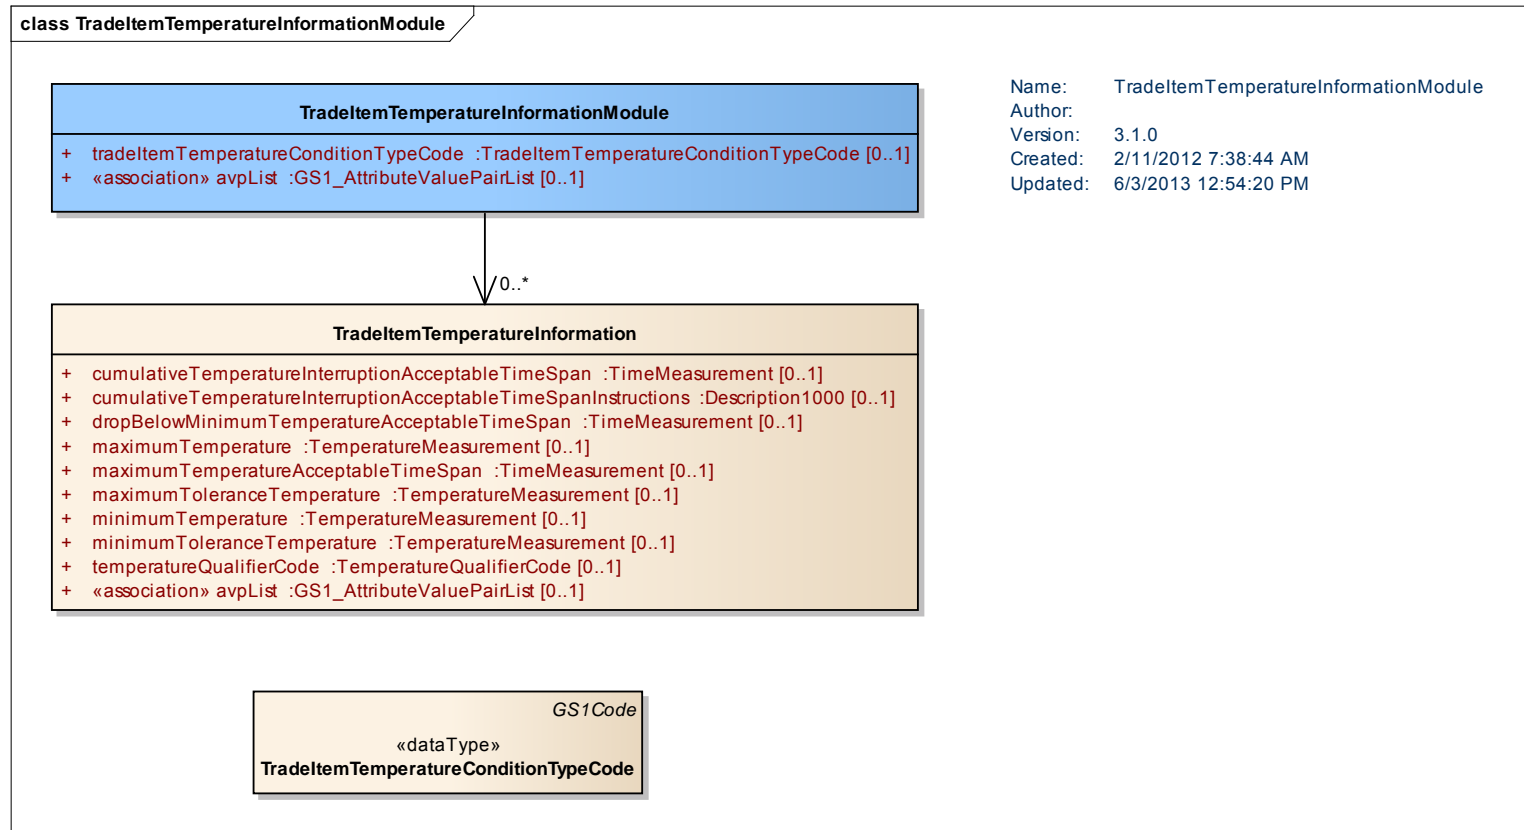 class TradeItemTemperatureInformationModule
TradeItemTemperatureInformationModule
+ tradeItemTemperatureConditionTypeCode :TradeItemTemperatureConditionTypeCode [0..1]
+ «association» avpList :GS1_AttributeValuePairList [0..1]
Name: TradeItemTemperatureInformationModule
Author:
Version: 3.1.0
Created: 2/11/2012 7:38:44 AM
Updated: 6/3/2013 12:54:20 PM
0..*
TradeItemTemperatureInformation
+ cumulativeTemperatureInterruptionAcceptableTimeSpan :TimeMeasurement [0..1]
+ cumulativeTemperatureInterruptionAcceptableTimeSpanInstructions :Description1000 [0..1]
+ dropBelowMinimumTemperatureAcceptableTimeSpan :TimeMeasurement [0..1]
+ maximumTemperature :TemperatureMeasurement [0..1]
+ maximumTemperatureAcceptableTimeSpan :TimeMeasurement [0..1]
+ maximumToleranceTemperature :TemperatureMeasurement [0..1]
+ minimumTemperature :TemperatureMeasurement [0..1]
+ minimumToleranceTemperature :TemperatureMeasurement [0..1]
+ temperatureQualifierCode :TemperatureQualifierCode [0..1]
+ «association» avpList :GS1_AttributeValuePairList [0..1]
GS1Code
«dataType»
TradeItemTemperatureConditionTypeCode